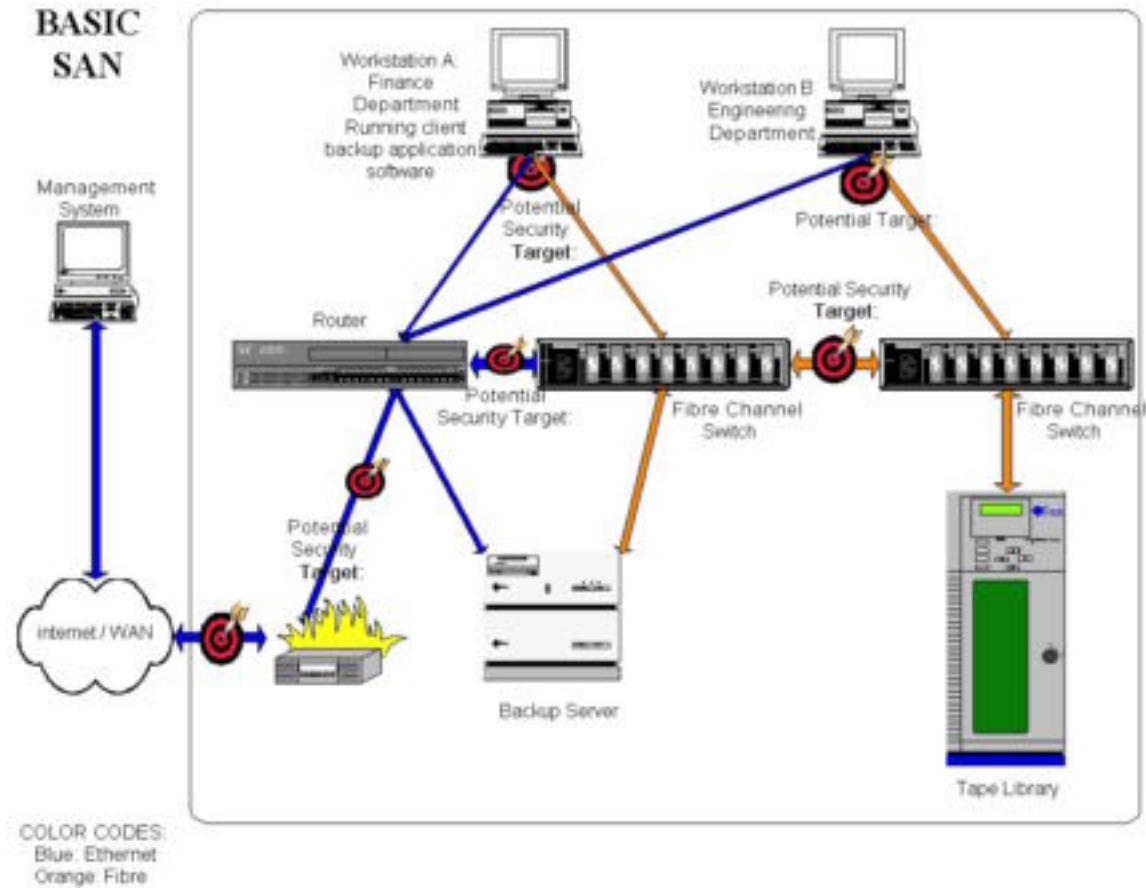 BASIC
SAN
Workstation A:
Finance
Department
Running client
backup application
software
Workstation B
Engineering
Department
Management
System
Potential
Security
Target:
Potential Target:
Potential Security
Target:
Router
Potential
Security Target:
Fibre Channel
Switch
Fibre Channel
Switch
Potential
Security
Target:
internet / WAN
Backup Server
Tape Library
COLOR CODES:
Blue: Ethernet
Orange: Fibre